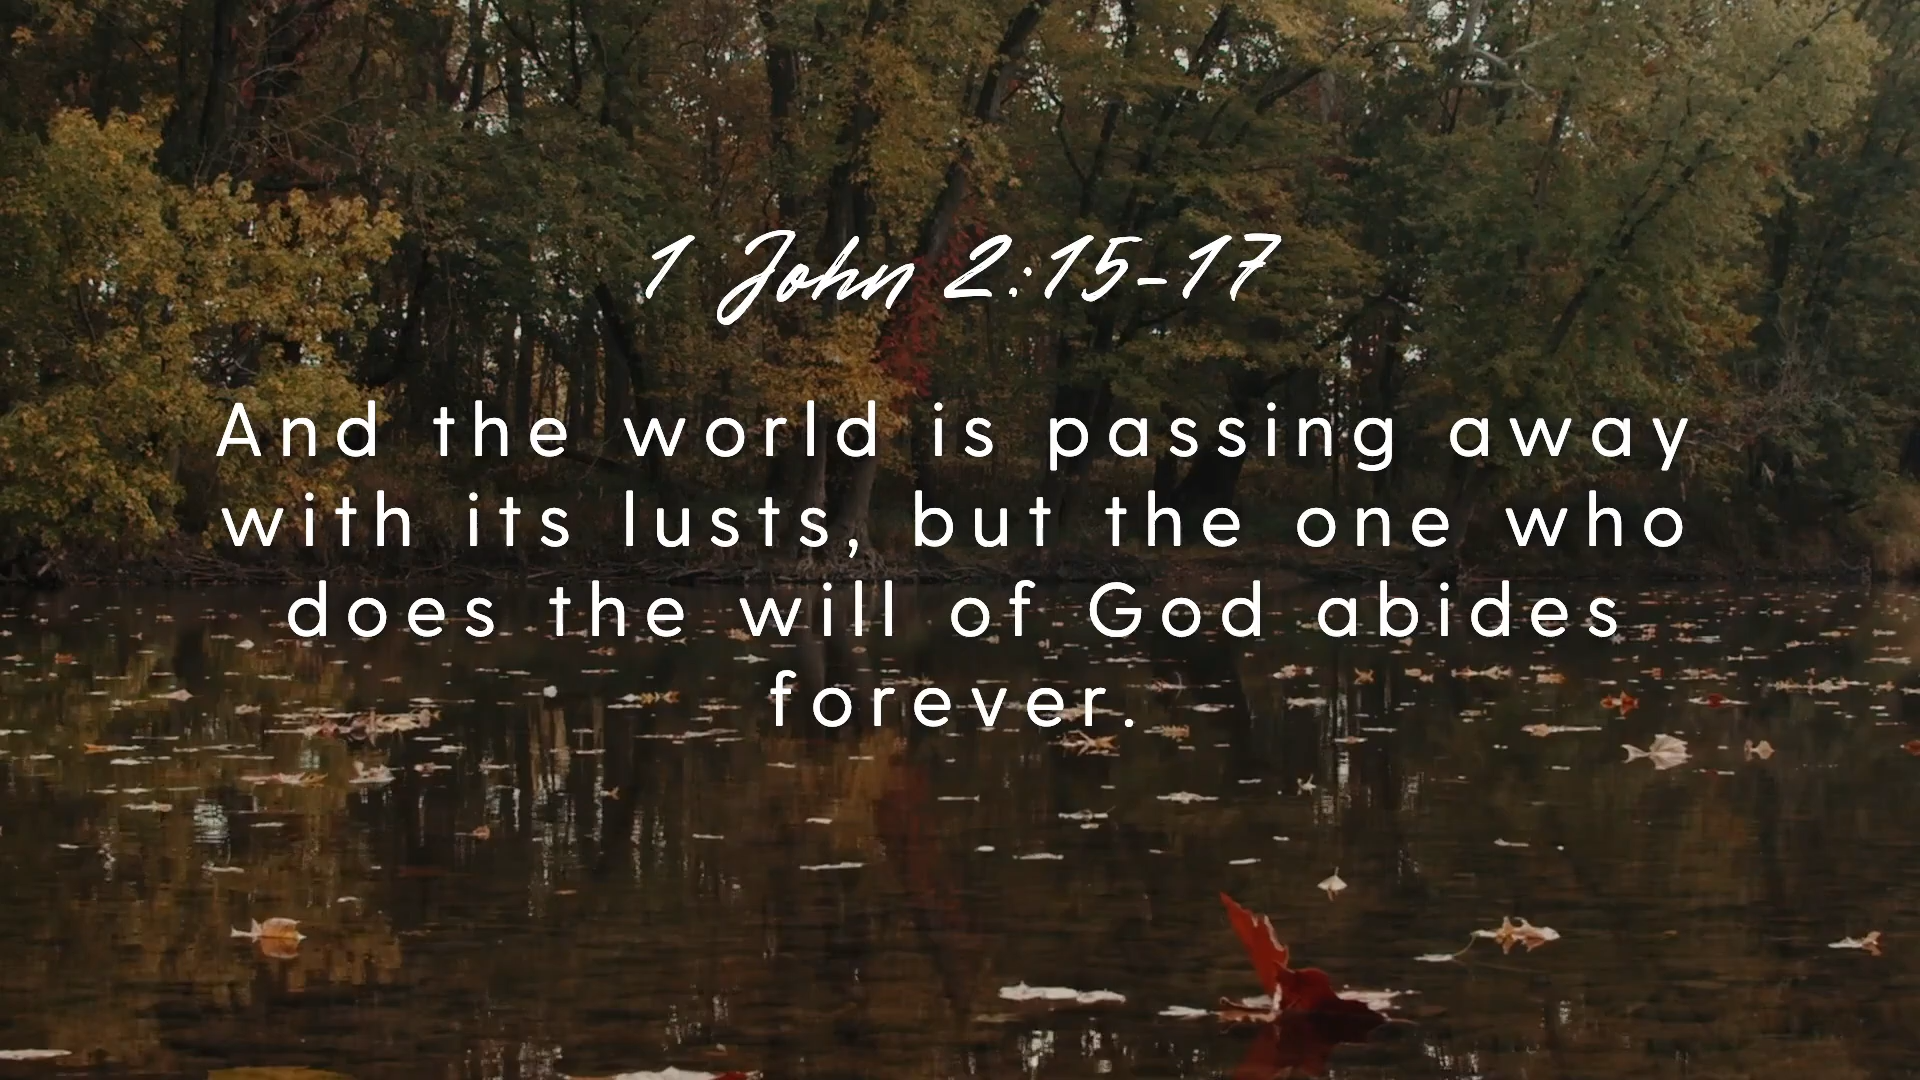 1 John 2:15-17
And the world is passing away
with its lusts, but the one who
does the will of God abides
forever.